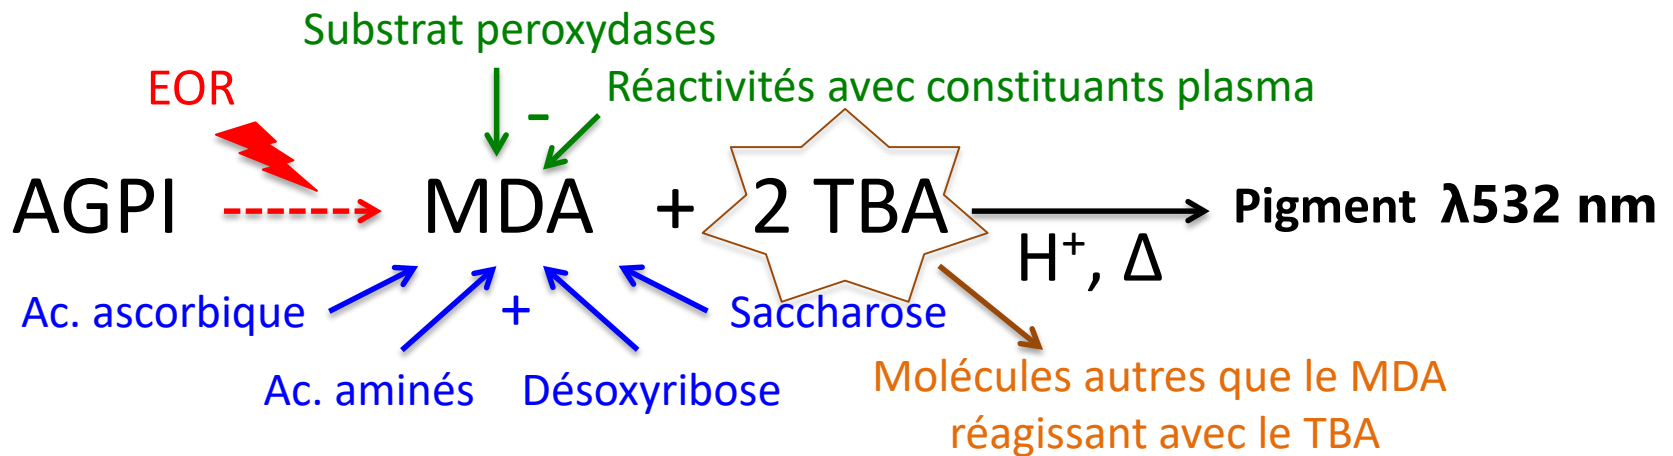 Substrat peroxydases
EOR
Réactivités avec constituants plasma
-
AGPI MDA + 2 TBA Pigment λ532 nm
H⁺, Δ
Ac. ascorbique + Saccharose
Ac. aminés Désoxyribose
Molécules autres que le MDA
réagissant avec le TBA